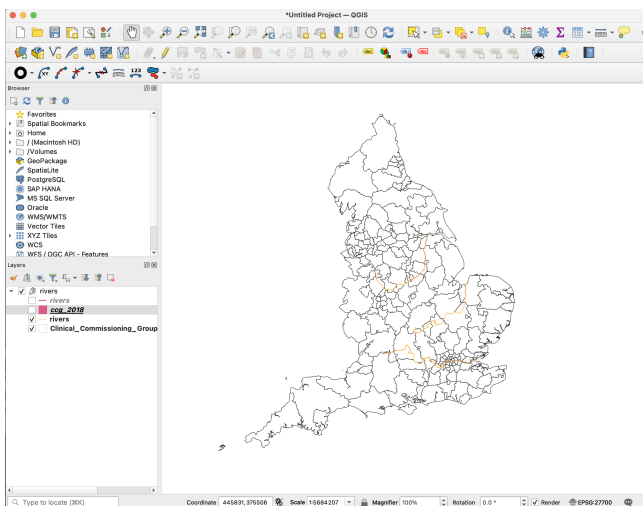 *Untitled Project — QGIS
Browser
Favorites
Spatial Bookmarks
Home
/ (Macintosh HD)
/Volumes
GeoPackage
SpatiaLite
PostgreSQL
SAP HANA
MS SQL Server
Oracle
WMS/WMTS
Vector Tiles
XYZ Tiles
WCS
WFS / OGC API - Features
Layers
rivers
rivers
ccg_2018
rivers
Clinical_Commissioning_Group
Type to locate (⌘K) Coordinate 445831,375506 Scale 1:5684207 Magnifier 100% Rotation 0.0 ° Render EPSG:27700